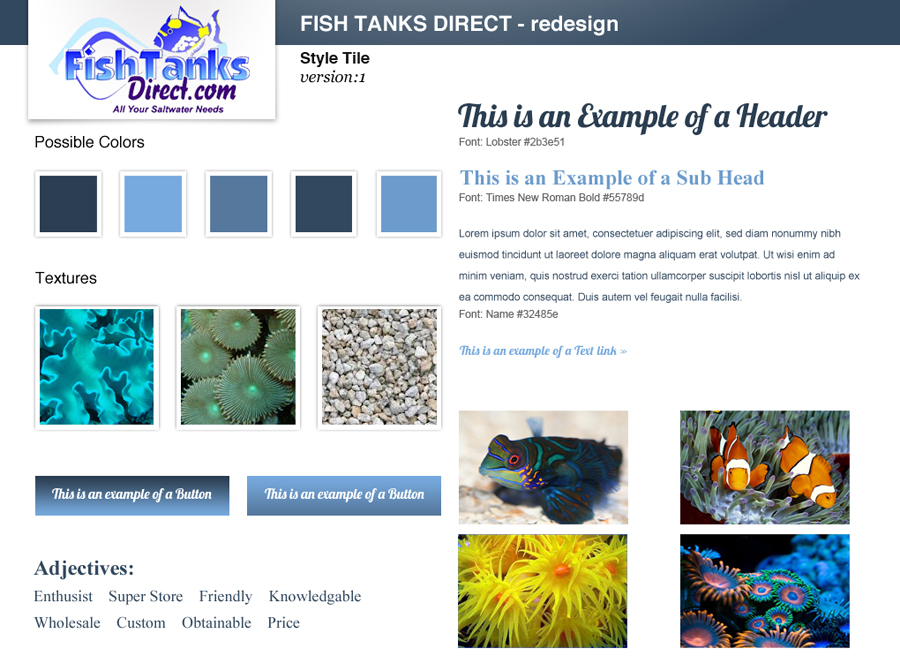 FISH TANKS DIRECT - redesign
FishTanks
Direct.com
All Your Saltwater Needs
Style Tile
version:1
Possible Colors
Textures
This is an example of a Button
This is an example of a Button
Adjectives:
Enthusist Super Store Friendly Knowledgable
Wholesale Custom Obtainable Price
This is an Example of a Header
Font: Lobster #2b3e51
This is an Example of a Sub Head
Font: Times New Roman Bold #55789d
Lorem ipsum dolor sit amet, consectetuer adipiscing elit, sed diam nonummy nibh
euismod tincidunt ut laoreet dolore magna aliquam erat volutpat. Ut wisi enim ad
minim veniam, quis nostrud exerci tation ullamcorper suscipit lobortis nisl ut aliquip ex
ea commodo consequat. Duis autem vel feugait nulla facilisi.
Font: Name #32485e
This is an example of a Text link »